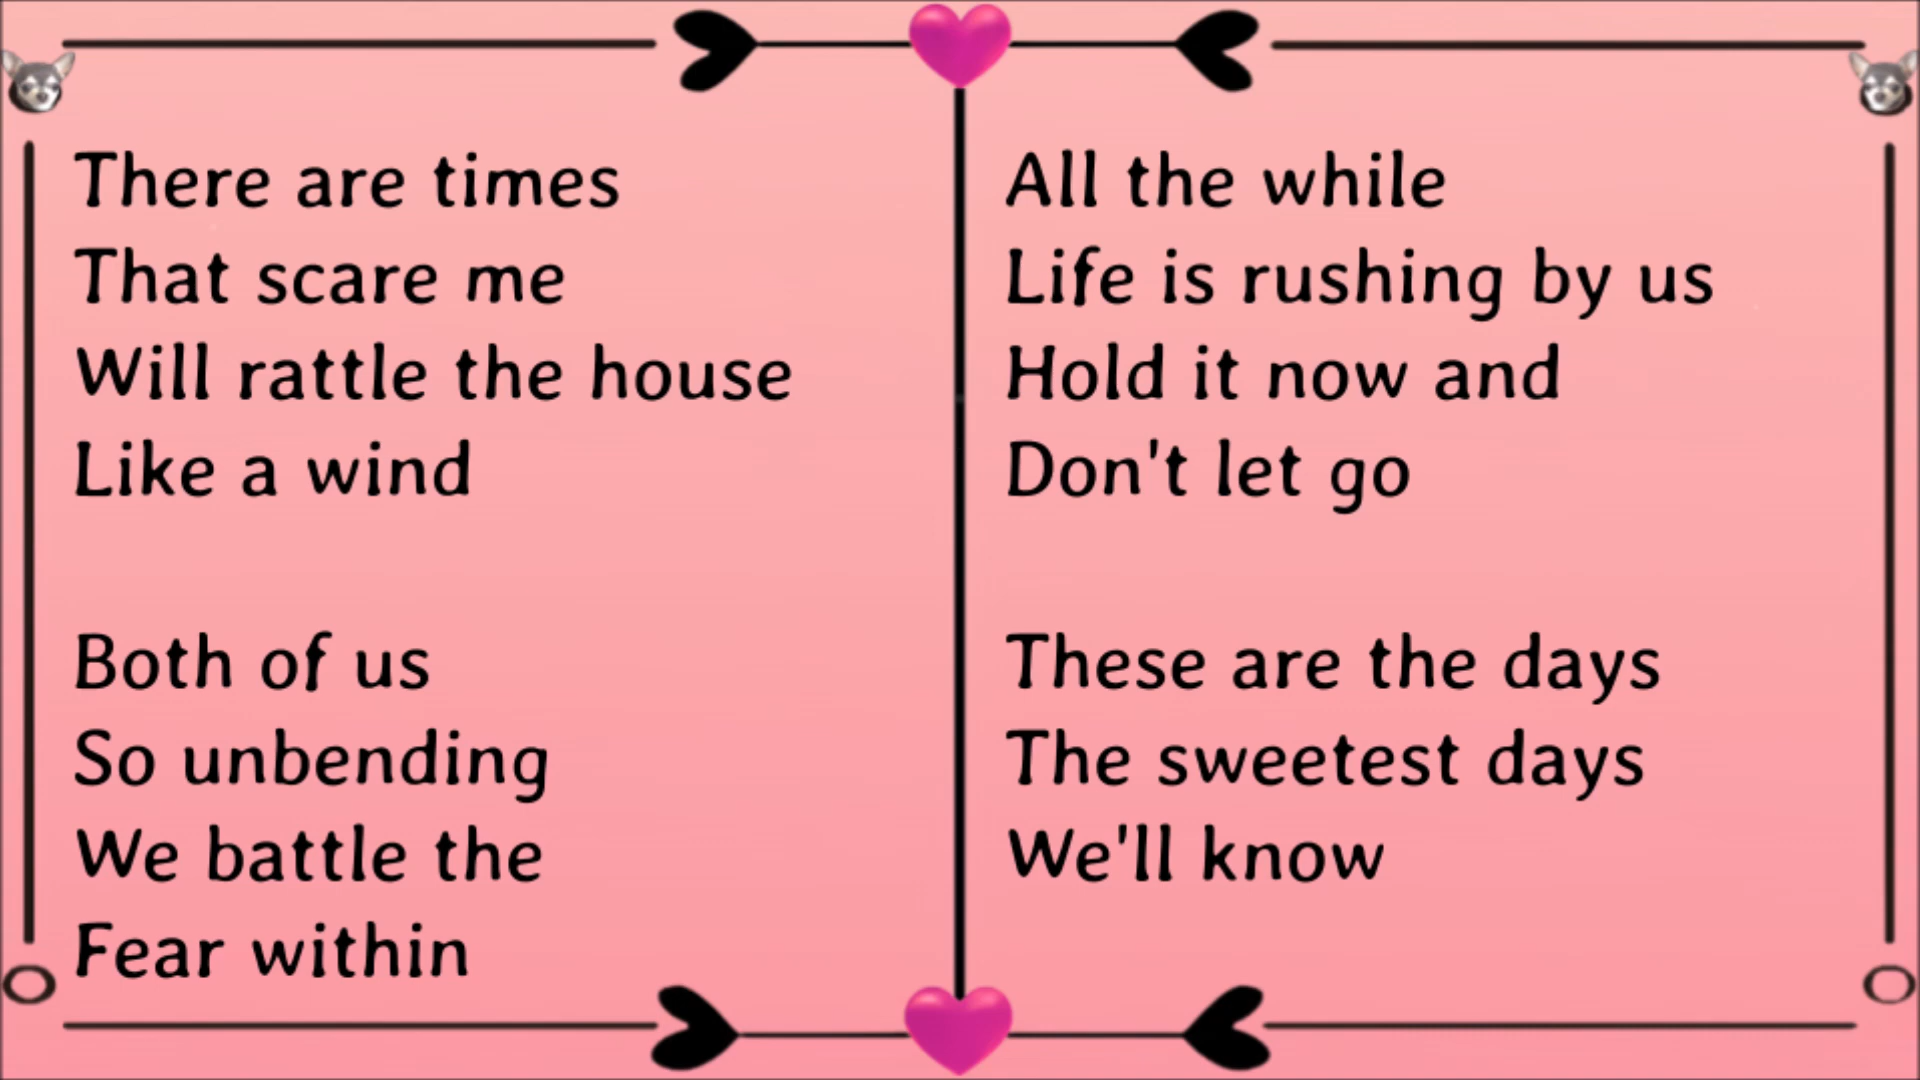 There are times
That scare me
Will rattle the house
Like a wind
Both of us
So unbending
We battle the
Fear within
All the while
Life is rushing by us
Hold it now and
Don't let go
These are the days
The sweetest days
We'll know